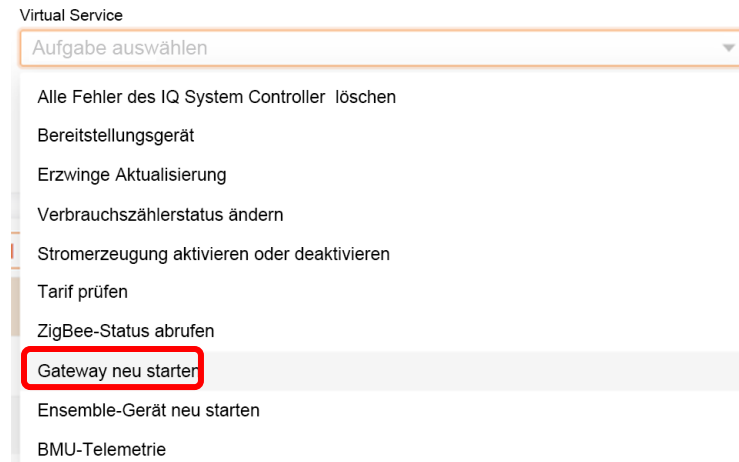 Virtual Service
Aufgabe auswählen
Alle Fehler des IQ System Controller löschen
Bereitstellungsgerät
Erzwinge Aktualisierung
Verbrauchszählerstatus ändern
Stromerzeugung aktivieren oder deaktivieren
Tarif prüfen
ZigBee-Status abrufen
Gateway neu starten
Ensemble-Gerät neu starten
BMU-Telemetrie